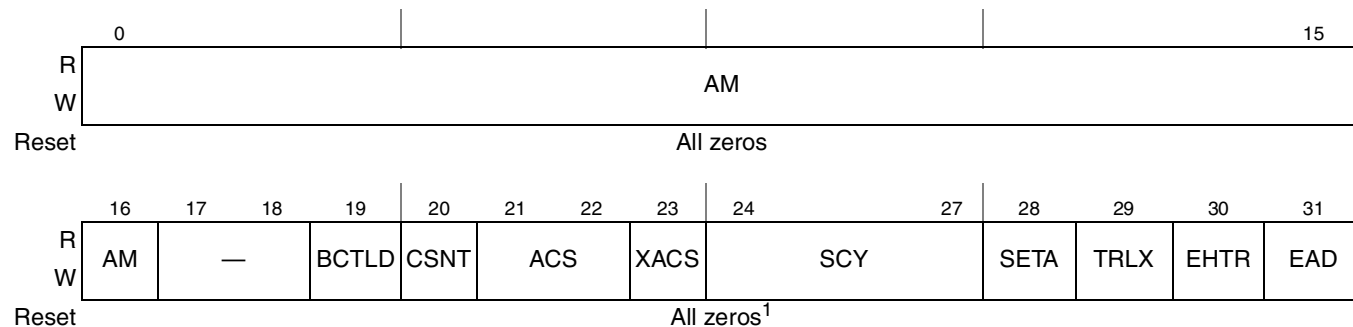 0 15
R
AM
W
Reset All zeros
16 17 18 19 20 21 22 23 24 27 28 29 30 31
R
AM — BCTLD CSNT ACS XACS SCY SETA TRLX EHTR EAD
W
Reset All zeros1